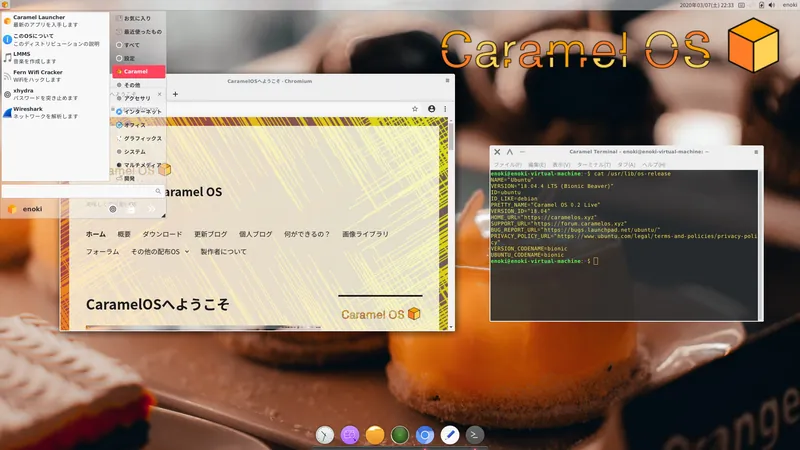 2020年03月07日(土) 22:33
enoki
Caramel OS
Caramel Launcher
最新のアプリを入手します
このOSについて
このディストリビューションの説明
LMMS
音楽を作成します
Fern Wifi Cracker
WiFiをハックします
xhydra
パスワードを突き止めます
Wireshark
ネットワークを解析します
お気に入り
最近使ったもの
すべて
設定
Caramel
その他
アクセサリ
インターネット
オフィス
グラフィックス
システム
マルチメディア
開発
enoki
CaramelOSへようこそ - Chromium
aramel OS
ホーム 概要 ダウンロード 更新ブログ 個人ブログ 何ができるの？ 画像ライブラリ
フォーラム その他の配布OS 製作者について
CaramelOSへようこそ
Caramel OS
Caramel Terminal - enoki@enoki-virtual-machine: ~
ファイル(F) 編集(E) 表示(V) ターミナル(T) タブ(A) ヘルプ(H)
enoki@enoki-virtual-machine:~$ cat /usr/lib/os-release
NAME="Ubuntu"
VERSION="18.04.4 LTS (Bionic Beaver)"
ID=ubuntu
ID_LIKE=debian
PRETTY_NAME="Caramel OS 0.2 Live"
VERSION_ID="18.04"
HOME_URL="https://caramelos.xyz"
SUPPORT_URL="https://forum.caramelos.xyz"
BUG_REPORT_URL="https://bugs.launchpad.net/ubuntu/"
PRIVACY_POLICY_URL="https://www.ubuntu.com/legal/terms-and-policies/privacy-poli
cy"
VERSION_CODENAME=bionic
UBUNTU_CODENAME=bionic
enoki@enoki-virtual-machine:~$
Orange